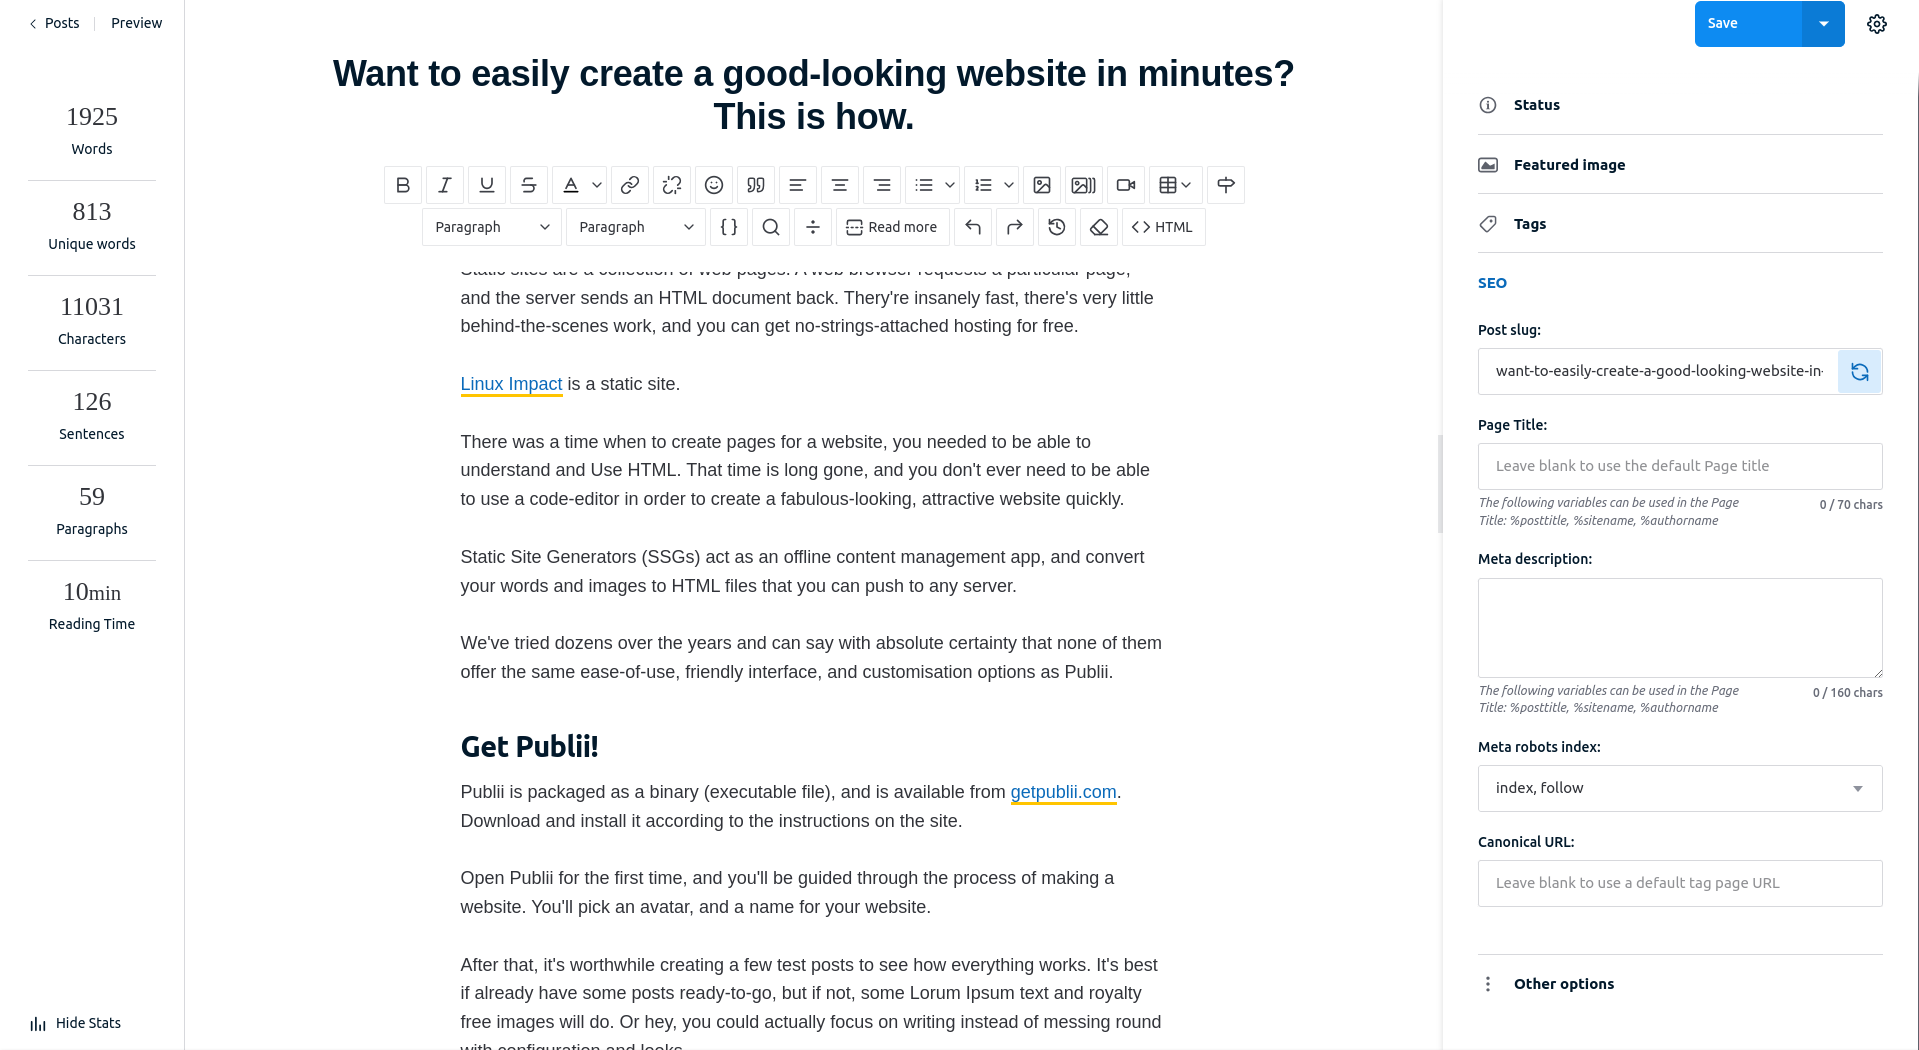 Posts
Preview
1925
Words
813
Unique words
11031
Characters
126
Sentences
59
Paragraphs
10min
Reading Time
Hide Stats
Want to easily create a good-looking website in minutes?
This is how.
Paragraph
Paragraph
Read more
HTML
Static sites are a collection of web pages. A web browser requests a particular page,
and the server sends an HTML document back. Thery're insanely fast, there's very little
behind-the-scenes work, and you can get no-strings-attached hosting for free.
Linux Impact is a static site.
There was a time when to create pages for a website, you needed to be able to
understand and Use HTML. That time is long gone, and you don't ever need to be able
to use a code-editor in order to create a fabulous-looking, attractive website quickly.
Static Site Generators (SSGs) act as an offline content management app, and convert
your words and images to HTML files that you can push to any server.
We've tried dozens over the years and can say with absolute certainty that none of them
offer the same ease-of-use, friendly interface, and customisation options as Publii.
Get Publii!
Publii is packaged as a binary (executable file), and is available from getpublii.com.
Download and install it according to the instructions on the site.
Open Publii for the first time, and you'll be guided through the process of making a
website. You'll pick an avatar, and a name for your website.
After that, it's worthwhile creating a few test posts to see how everything works. It's best
if already have some posts ready-to-go, but if not, some Lorum Ipsum text and royalty
free images will do. Or hey, you could actually focus on writing instead of messing round
with configuration and looks.
Save
Status
Featured image
Tags
SEO
Post slug:
want-to-easily-create-a-good-looking-website-in-
Page Title:
Leave blank to use the default Page title
The following variables can be used in the Page
Title: %posttitle, %sitename, %authorname
0 / 70 chars
Meta description:
The following variables can be used in the Page
Title: %posttitle, %sitename, %authorname
0 / 160 chars
Meta robots index:
index, follow
Canonical URL:
Leave blank to use a default tag page URL
Other options